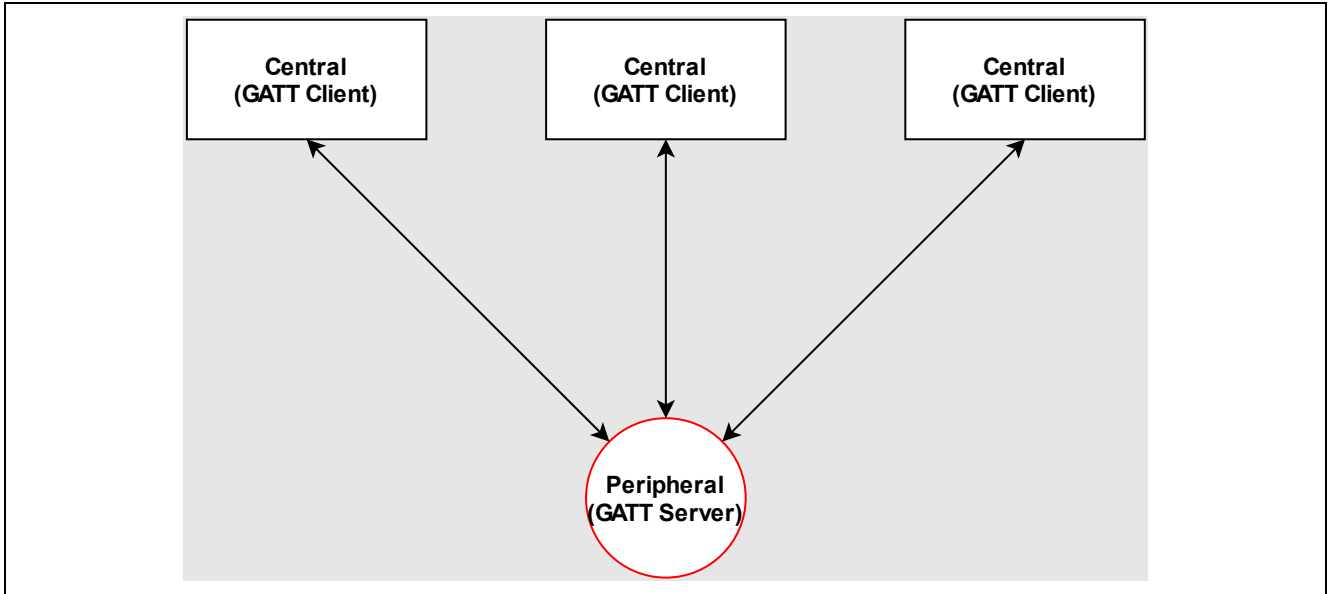 Central
(GATT Client)
Central
(GATT Client)
Central
(GATT Client)
Peripheral
(GATT Server)